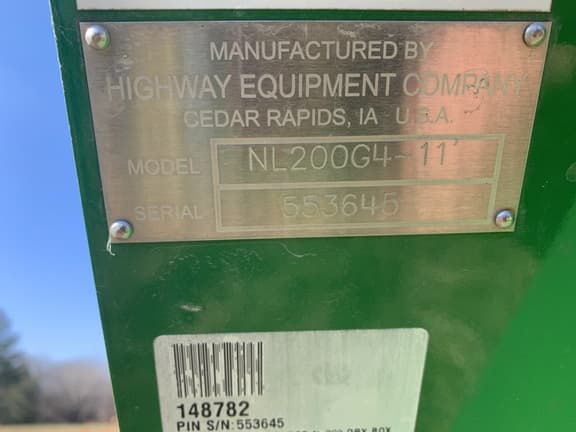 MANUFACTURED BY
HIGHWAY EQUIPMENT COMPANY
CEDAR RAPIDS, IA U.S.A.
MODEL NL200G4-11'
SERIAL 553645
148782
PIN S/N:553645